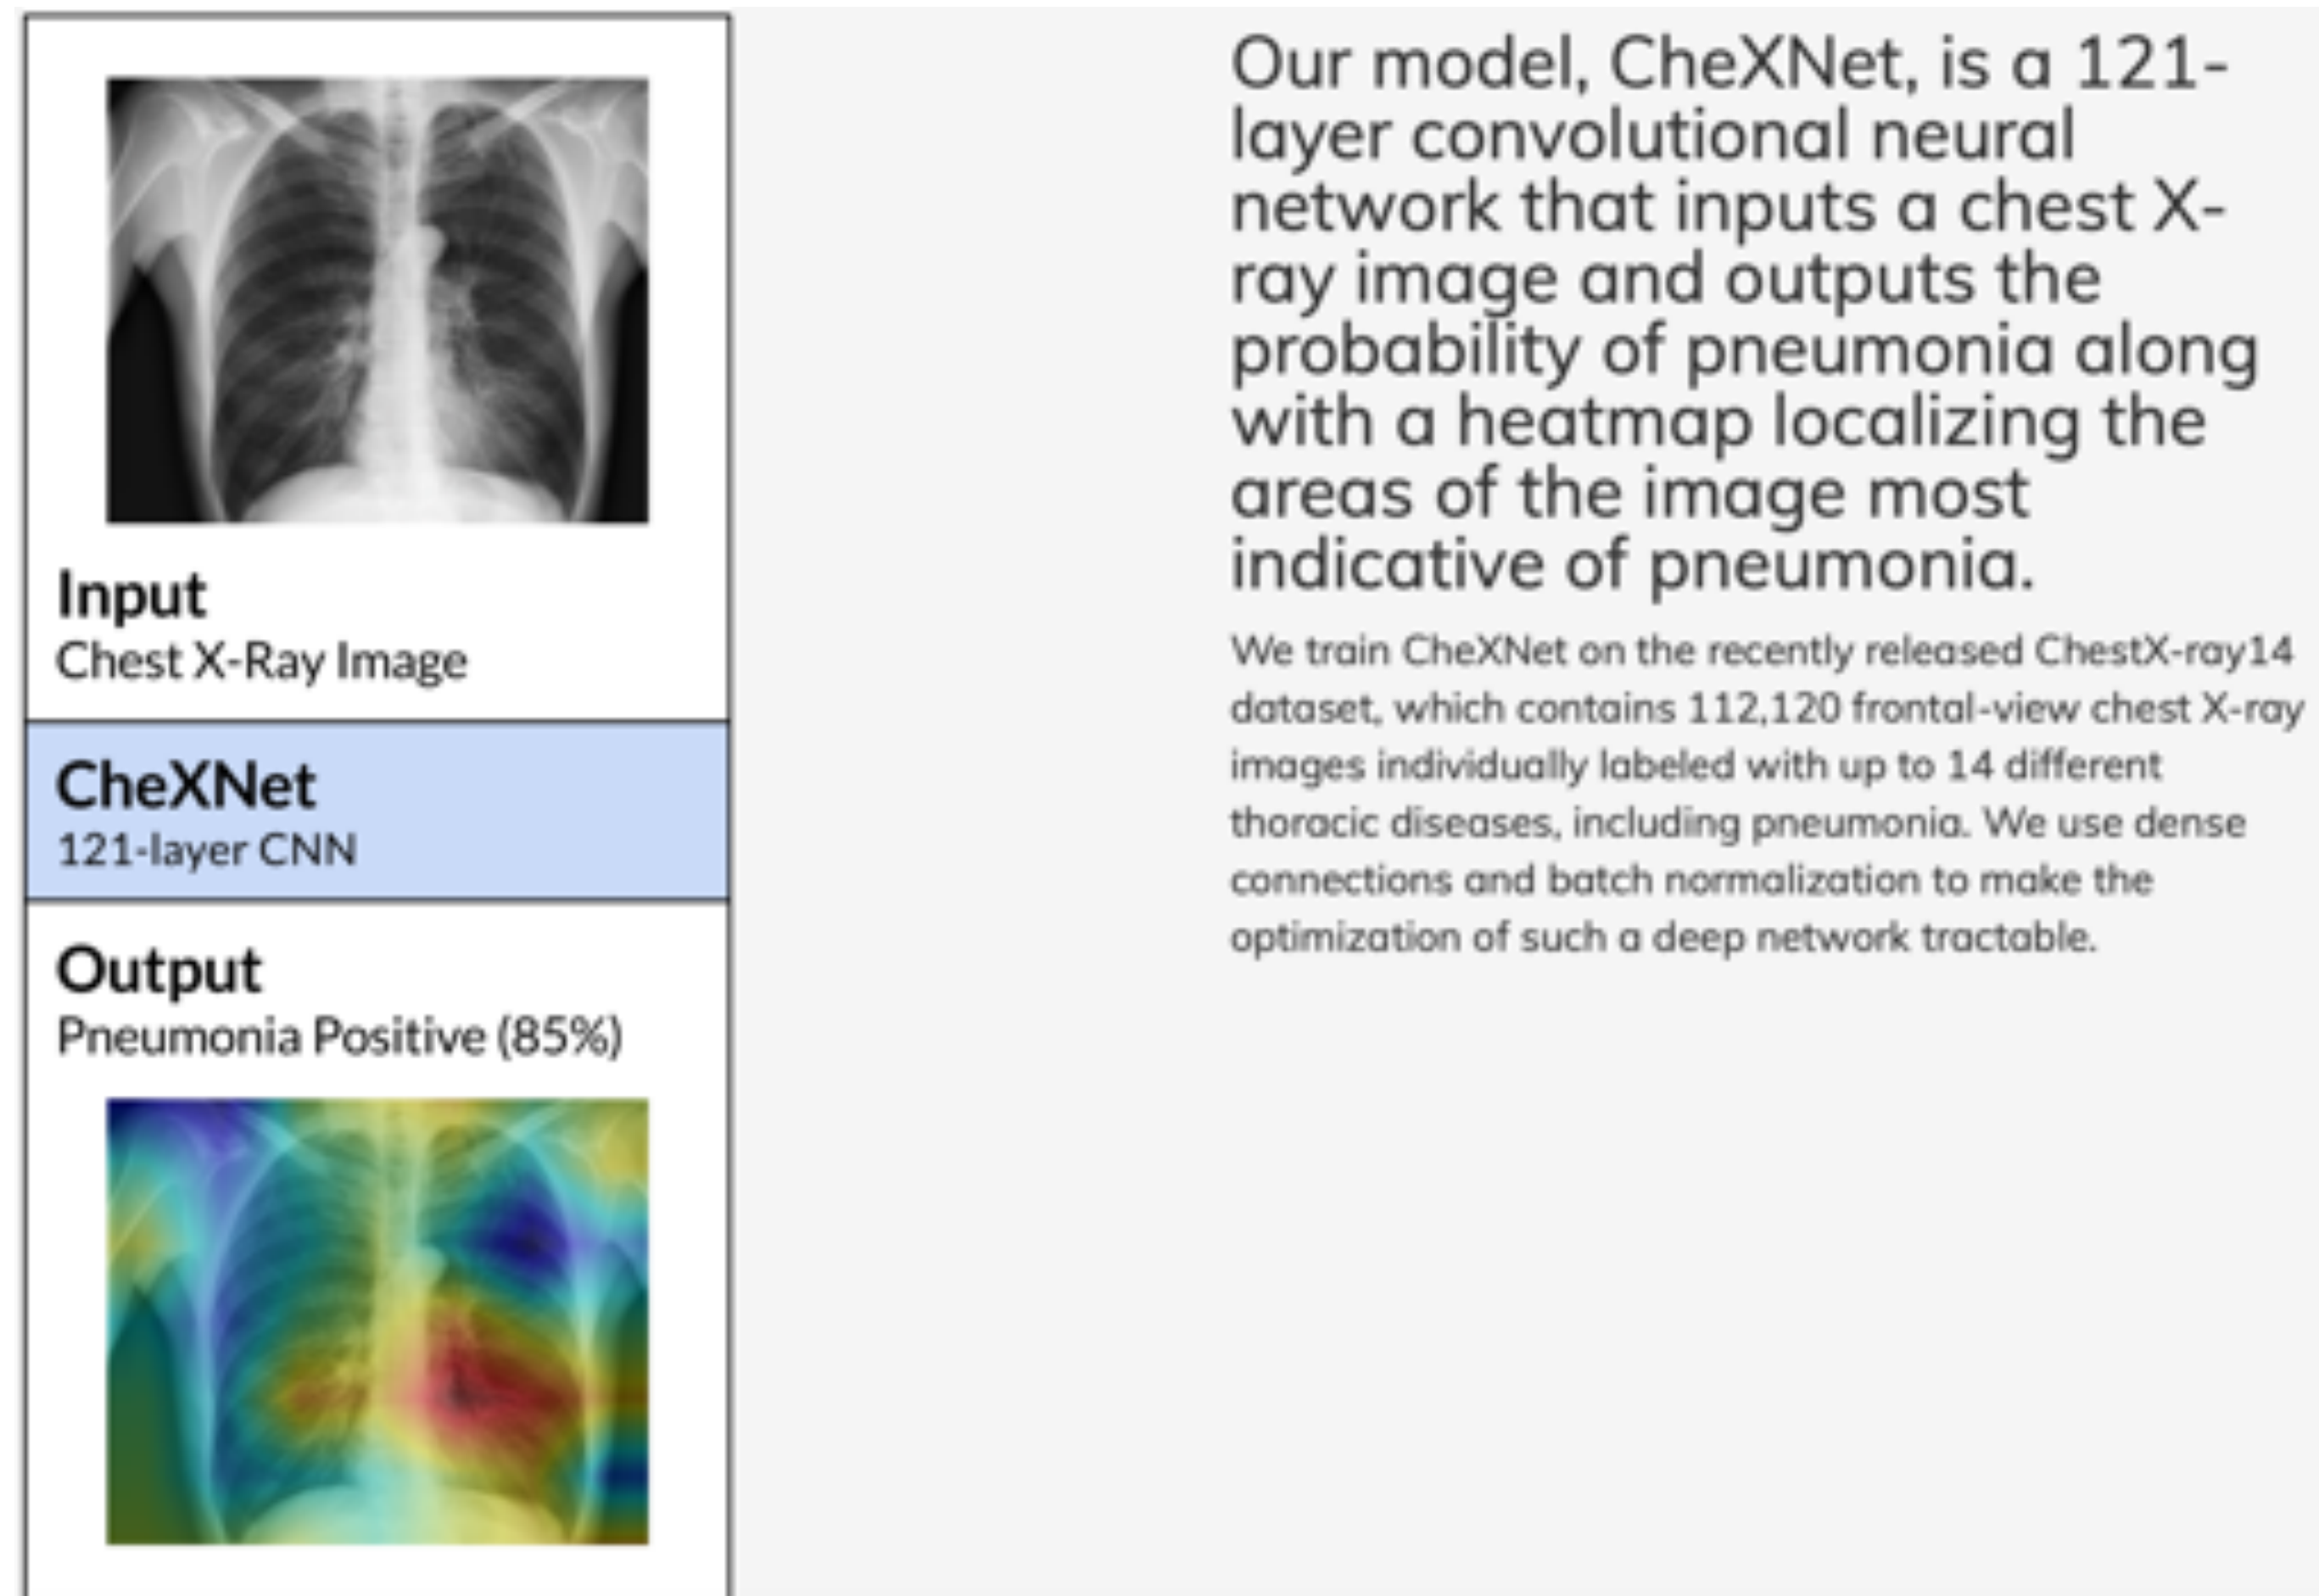 Input
Chest X-Ray Image
CheXNet
121-layer CNN
Output
Pneumonia Positive (85%)
Our model, CheXNet, is a 121-
layer convolutional neural
network that inputs a chest X-
ray image and outputs the
probability of pneumonia along
with a heatmap localizing the
areas of the image most
indicative of pneumonia.
We train CheXNet on the recently released ChestX-ray14
dataset, which contains 112,120 frontal-view chest X-ray
images individually labeled with up to 14 different
thoracic diseases, including pneumonia. We use dense
connections and batch normalization to make the
optimization of such a deep network tractable.